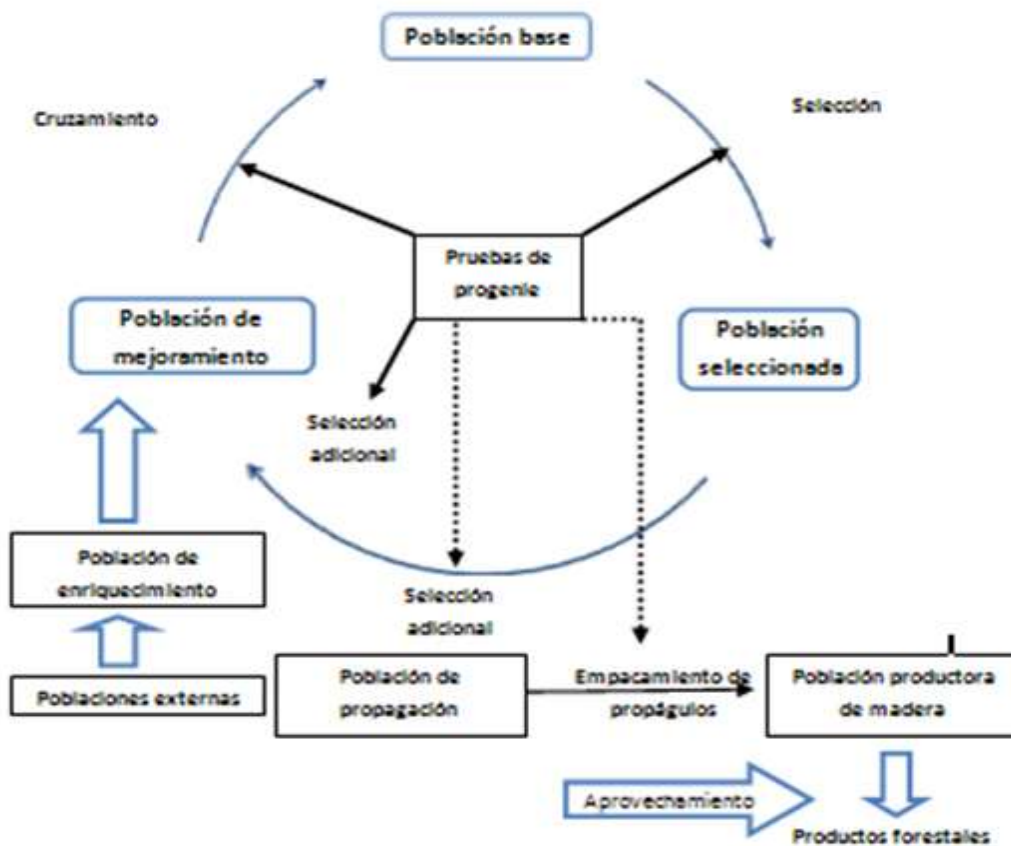 Población base
Cruzamiento
Selección
Pruebas de
progenie
Población de
mejoramiento
Población
seleccionada
Selección
adicional
Población de
enriquecimiento
Selección
adicional
Poblaciones externas
Población de
propagación
Empacamiento de
propágulos
Población productora
de madera
Aprovechamiento
Productos forestales